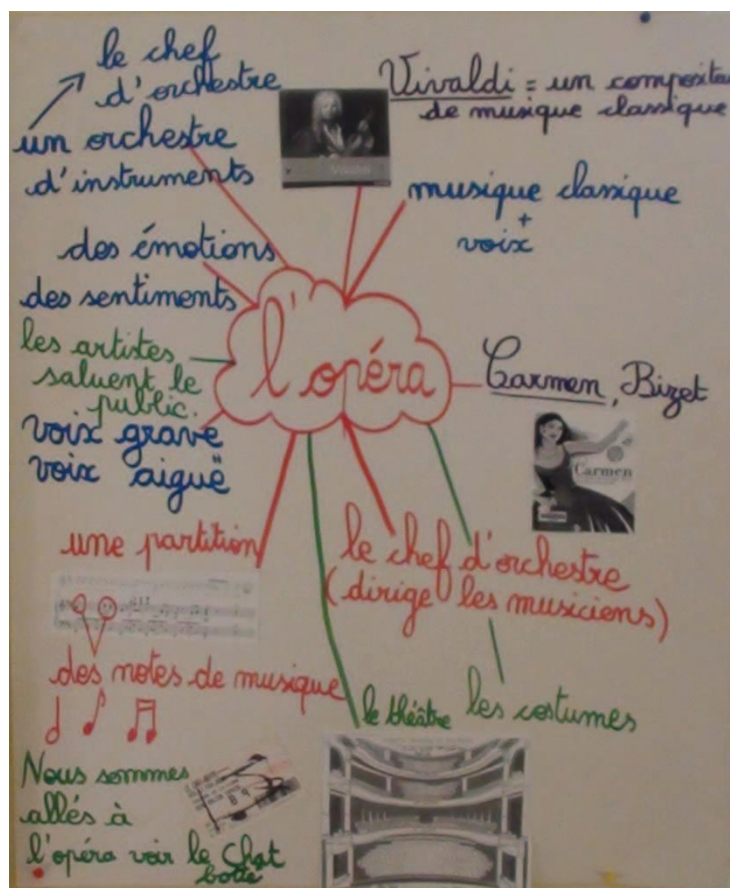 le chef
d'orchestre
un orchestre
d'instruments
Vivaldi = un composite
de musique classique
Vivaldi
musique classique
+
voix
des émotions
des sentiments
les artistes
saluent le
public.
voix grave
voix aiguë
l'opéra
Carmen, Bizet
Carmen
une partition
le chef d'orchestre
(dirige les musiciens)
des notes de musique
le théâtre
les costumes
Nous sommes
allés à
l'opéra voir le Chat
botté